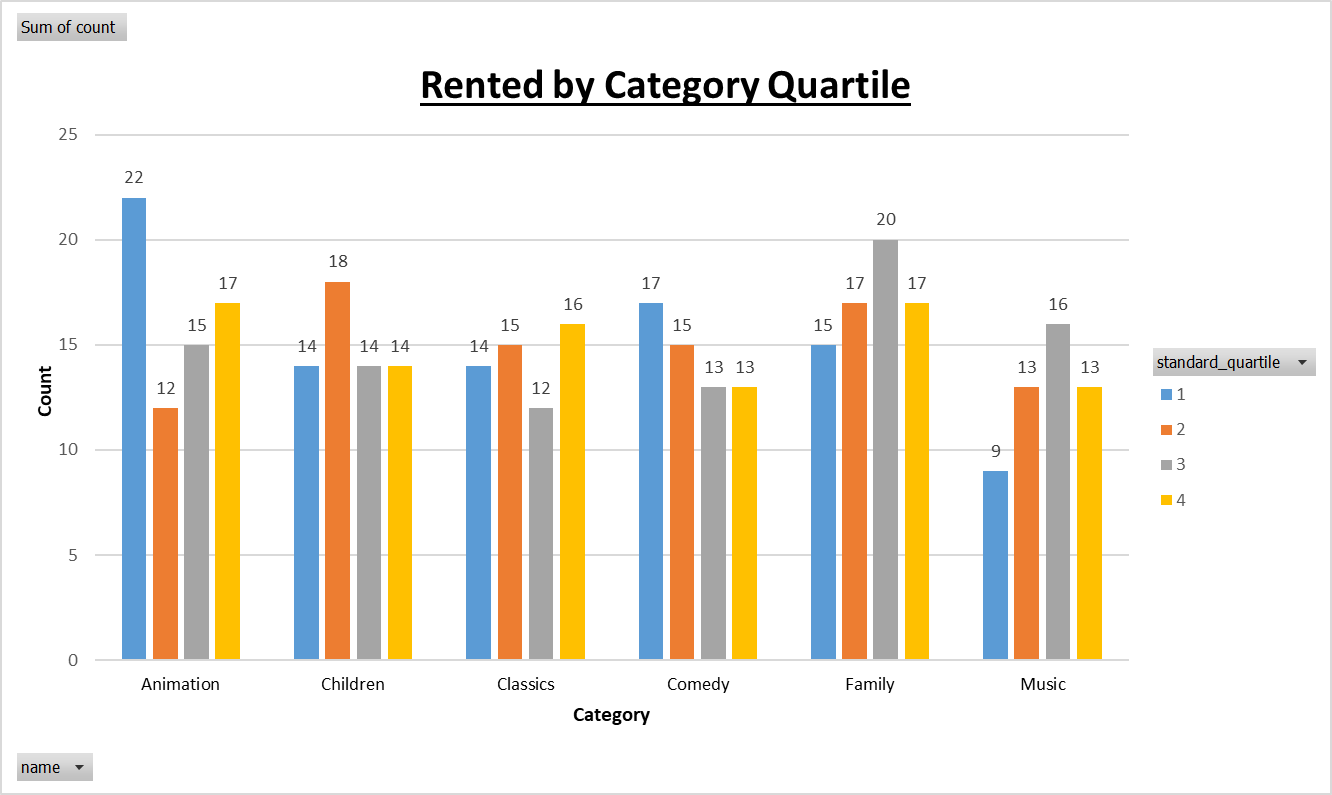 Sum of count
Rented by Category Quartile
25
20
15
10
5
0
Count
22
12
15
17
14
18
14
14
14
15
12
16
17
15
13
13
15
17
20
17
9
13
16
13
Animation
Children
Classics
Comedy
Family
Music
Category
standard_quartile
1
2
3
4
name